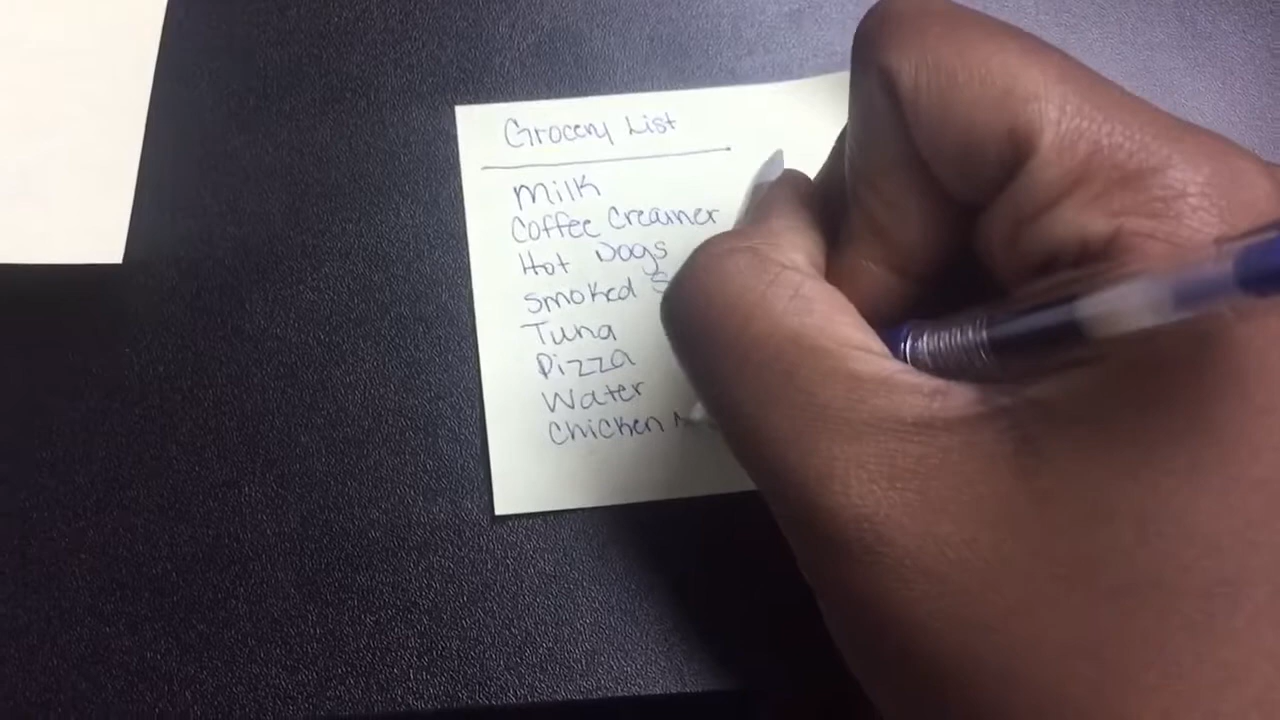 Grocery List
Milk
Coffee Creamer
Hot Dogs
Smoked
Tuna
Pizza
Water
Chicken